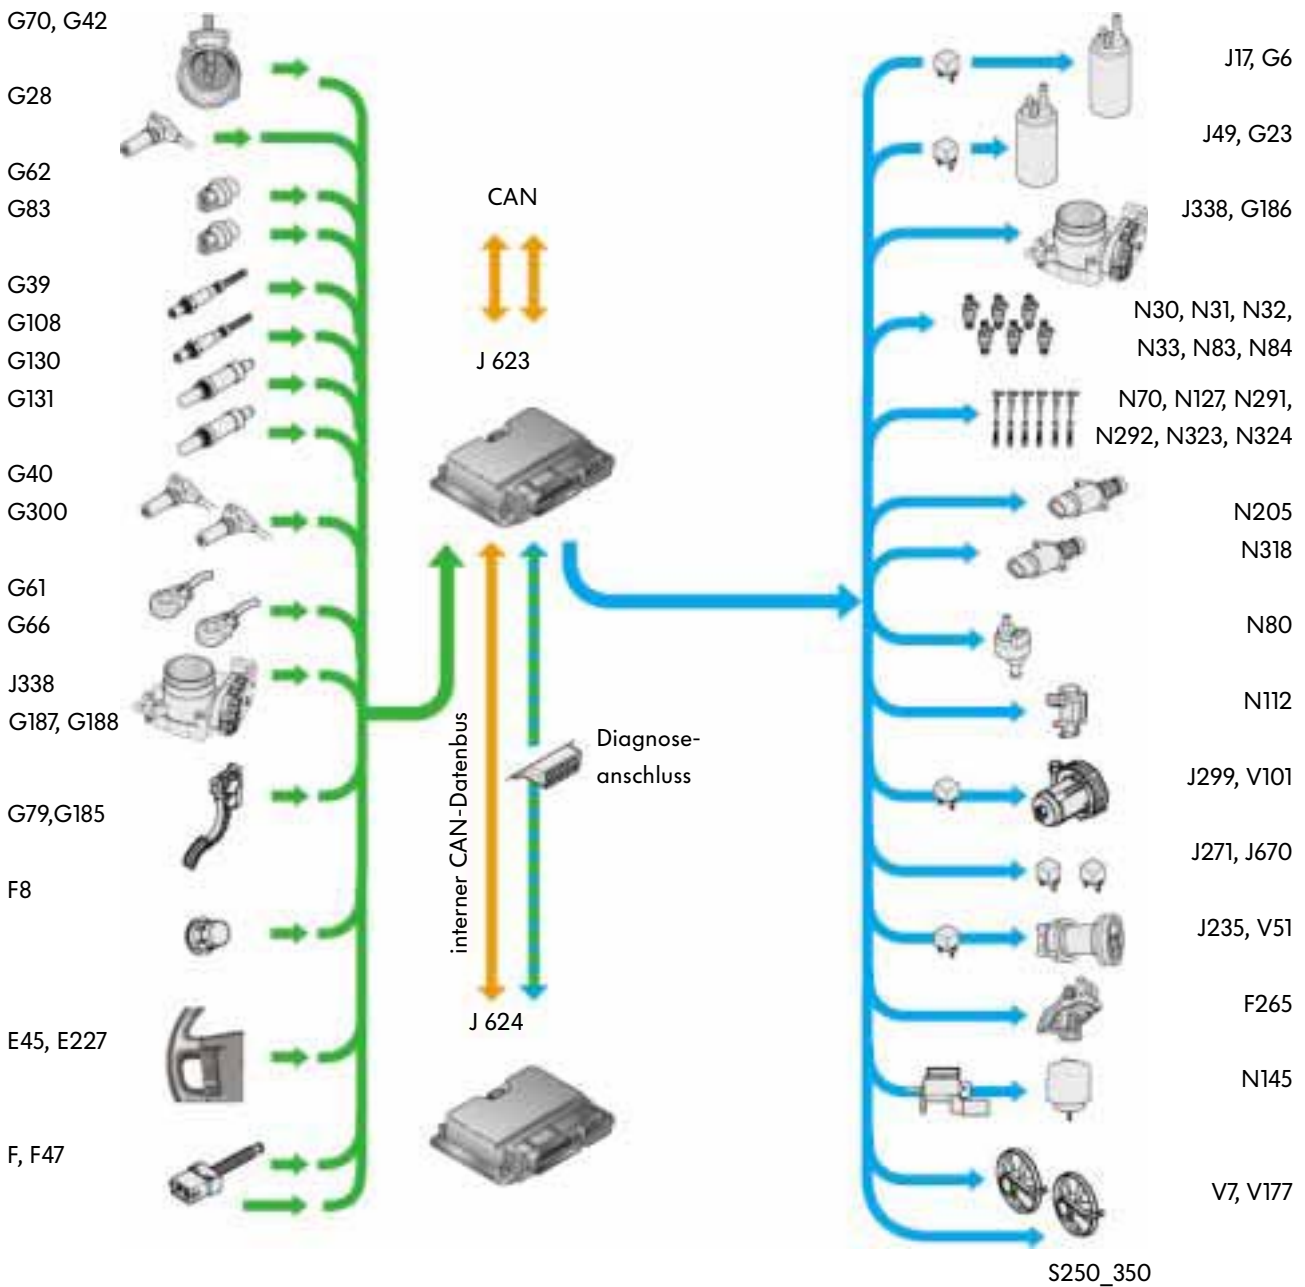 G70, G42
G28
G62
G83
G39
G108
G130
G131
G40
G300
G61
G66
J338
G187, G188
G79,G185
F8
E45, E227
F, F47
CAN
J 623
interner CAN-Datenbus
Diagnose-
anschluss
J 624
J17, G6
J49, G23
J338, G186
N30, N31, N32,
N33, N83, N84
N70, N127, N291,
N292, N323, N324
N205
N318
N80
N112
J299, V101
J271, J670
J235, V51
F265
N145
V7, V177
S250_350